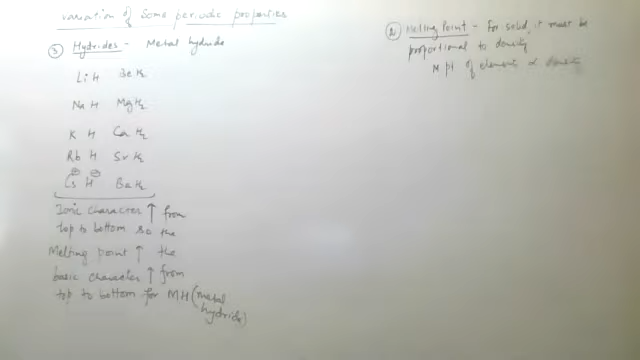 variation of some periodic properties
③ Hydrides - Metal hydride
LiH BeH2
NaH MgH2
K H CaH2
Rb H SrH2
Cs⊕ H⊖ BaH2
Ionic character ↑ from
top to bottom so the
Melting point ↑ the
basic character ↑ from
top to bottom for MH (metal
hydride)
② Melting Point - For solid, it must be
proportional to density
M pt of element ∝ density